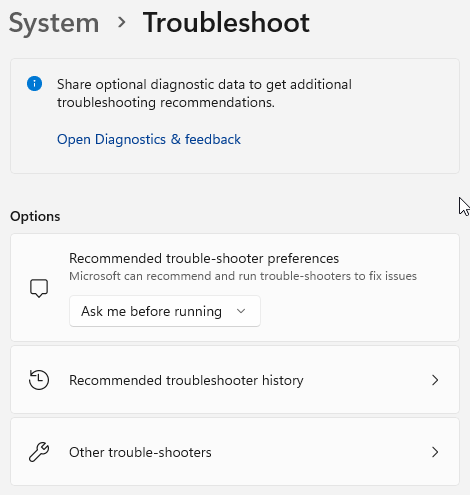 System > Troubleshoot
Share optional diagnostic data to get additional
troubleshooting recommendations.
Open Diagnostics & feedback
Options
Recommended trouble-shooter preferences
Microsoft can recommend and run trouble-shooters to fix issues
Ask me before running
Recommended troubleshooter history
Other trouble-shooters